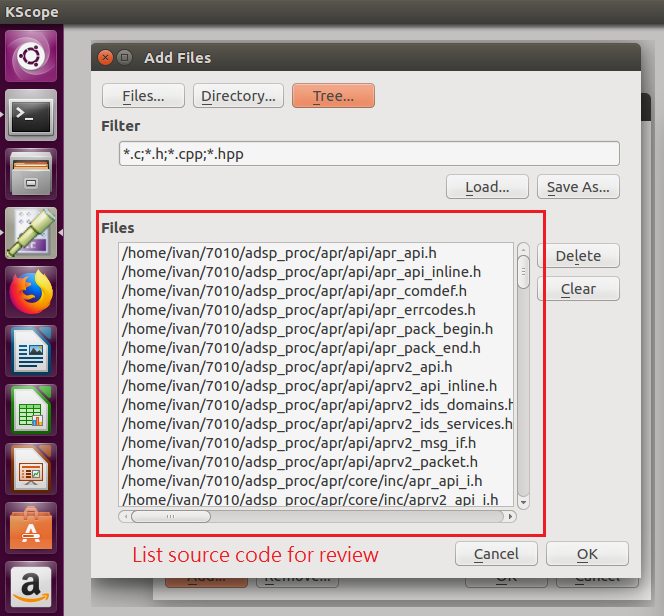 KScope
Add Files
Files... Directory... Tree...
Filter
*.c;*.h;*.cpp;*.hpp
Load... Save As...
Files
/home/ivan/7010/adsp_proc/apr/api/apr_api.h
/home/ivan/7010/adsp_proc/apr/api/apr_api_inline.h
/home/ivan/7010/adsp_proc/apr/api/apr_comdef.h
/home/ivan/7010/adsp_proc/apr/api/apr_errcodes.h
/home/ivan/7010/adsp_proc/apr/api/apr_pack_begin.h
/home/ivan/7010/adsp_proc/apr/api/apr_pack_end.h
/home/ivan/7010/adsp_proc/apr/api/aprv2_api.h
/home/ivan/7010/adsp_proc/apr/api/aprv2_api_inline.h
/home/ivan/7010/adsp_proc/apr/api/aprv2_ids_domains.h
/home/ivan/7010/adsp_proc/apr/api/aprv2_ids_services.h
/home/ivan/7010/adsp_proc/apr/api/aprv2_msg_if.h
/home/ivan/7010/adsp_proc/apr/api/aprv2_packet.h
/home/ivan/7010/adsp_proc/apr/core/inc/apr_api_i.h
/home/ivan/7010/adsp_proc/apr/core/inc/aprv2_api_i.h
Delete
Clear
List source code for review
Cancel OK
Add... Remove... OK Cancel